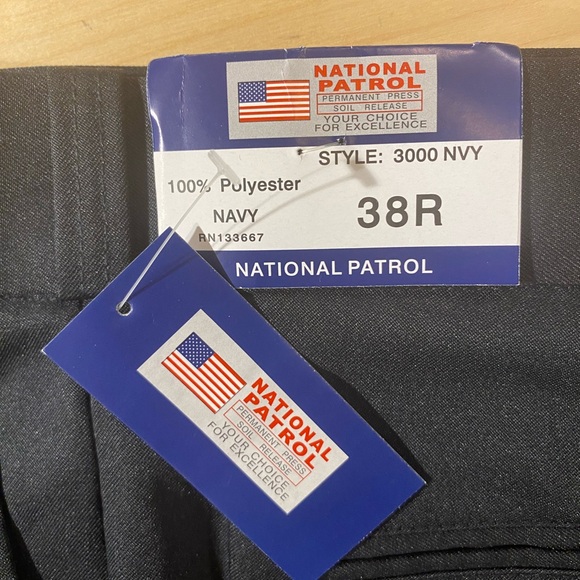 NATIONAL
PATROL
PERMANENT PRESS
SOIL RELEASE
YOUR CHOICE
FOR EXCELLENCE
STYLE: 3000 NVY
100% Polyester
NAVY
38R
RN133667
NATIONAL PATROL
NATIONAL
PATROL
PERMANENT PRESS
SOIL RELEASE
YOUR CHOICE
FOR EXCELLENCE